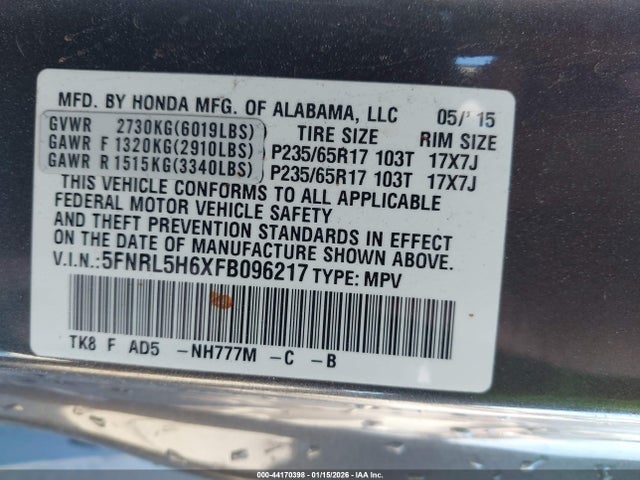 MFD. BY HONDA MFG. OF ALABAMA, LLC 05/'15
GVWR 2730KG(6019LBS) TIRE SIZE RIM SIZE
GAWR F 1320KG(2910LBS) P235/65R17 103T 17X7J
GAWR R 1515KG(3340LBS) P235/65R17 103T 17X7J
THIS VEHICLE CONFORMS TO ALL APPLICABLE
FEDERAL MOTOR VEHICLE SAFETY
AND THEFT PREVENTION STANDARDS IN EFFECT
ON THE DATE OF MANUFACTURE SHOWN ABOVE.
V.I.N.:5FNRL5H6XFB096217 TYPE: MPV
TK8 F AD5 -NH777M -C -B
000-44170398 - 01/15/2026 - IAA Inc.